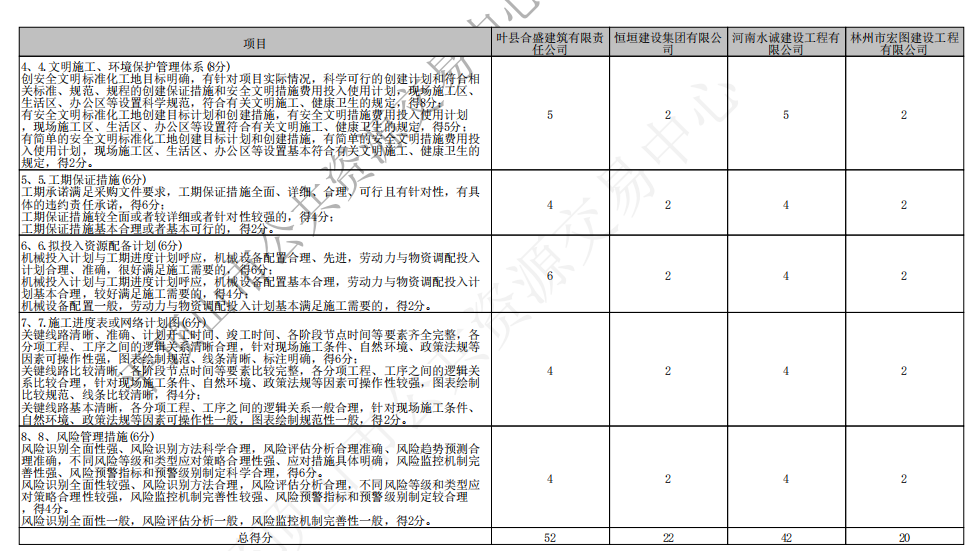 项目
叶县合盛建筑有限责
任公司
恒垣建设集团有限公
司
河南水诚建设工程有
限公司
林州市宏图建设工程
有限公司
4、4.文明施工、环境保护管理体系(8分)
创安全文明标准化工地目标明确，有针对项目实际情况，科学可行的创建计划和符合相
关标准、规范、规程的创建保证措施和安全文明措施费用投入使用计划，现场施工区、
生活区、办公区等设置科学规范，符合有关文明施工、健康卫生的规定，得8分；
有安全文明标准化工地创建目标计划和创建措施，有安全文明措施费用投入使用计划
，现场施工区、生活区、办公区等设置符合有关文明施工、健康卫生的规定，得5分；
有简单的安全文明标准化工地创建目标计划和创建措施，有简单的安全文明措施费用投
入使用计划，现场施工区、生活区、办公区等设置基本符合有关文明施工、健康卫生的
规定，得2分。
5
2
5
2
5、5.工期保证措施(6分)
工期承诺满足采购文件要求，工期保证措施全面、详细、合理，可行且有针对性，有具
体的违约责任承诺，得6分；
工期保证措施较全面或者较详细或者针对性较强的，得4分；
工期保证措施基本合理或者基本可行的，得2分。
4
2
4
2
6、6.拟投入资源配备计划(6分)
机械投入计划与工期进度计划呼应，机械设备配置合理、先进，劳动力与物资调配投入
计划合理、准确，很好满足施工需要的，得6分；
机械投入计划与工期进度计划呼应，机械设备配置基本合理，劳动力与物资调配投入计
划基本合理，较好满足施工需要的，得4分；
机械设备配置一般，劳动力与物资调配投入计划基本满足施工需要的，得2分。
6
2
4
2
7、7.施工进度表或网络计划图(6分)
关键线路清晰、准确、计划开工时间、竣工时间、各阶段节点时间等要素齐全完整，各
分项工程、工序之间的逻辑关系清晰合理，针对现场施工条件、自然环境、政策法规等
因素可操作性强，图表绘制规范、线条清晰、标注明确，得6分；
关键线路比较清晰、各阶段节点时间等要素比较完整，各分项工程、工序之间的逻辑关
系比较合理，针对现场施工条件、自然环境、政策法规等因素可操作性较强，图表绘制
比较规范、线条比较清晰，得4分；
关键线路基本清晰，各分项工程、工序之间的逻辑关系一般合理，针对现场施工条件、
自然环境、政策法规等因素可操作性一般，图表绘制规范性一般，得2分。
4
2
4
2
8、8、风险管理措施(6分)
风险识别全面性强、风险识别方法科学合理，风险评估分析合理准确、风险趋势预测合
理准确，不同风险等级和类型应对策略合理性强、应对措施具体明确，风险监控机制完
善性强、风险预警指标和预警级别制定科学合理，得6分。
风险识别全面性较强、风险识别方法合理，风险评估分析合理，不同风险等级和类型应
对策略合理性较强，风险监控机制完善性较强、风险预警指标和预警级别制定较合理
，得4分。
风险识别全面性一般，风险评估分析一般，风险监控机制完善性一般，得2分。
4
2
4
2
总得分
52
22
42
20
市公共资源交易中心
公共资源交易中心